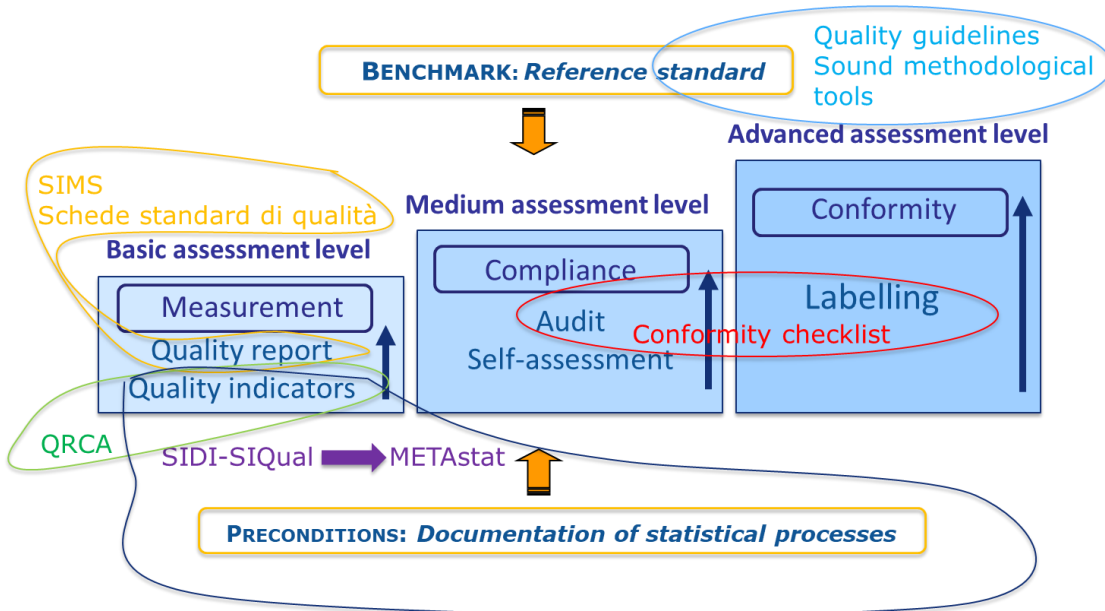 Quality guidelines
Sound methodological
tools
BENCHMARK: Reference standard
Advanced assessment level
SIMS
Schede standard di qualità
Medium assessment level
Conformity
Basic assessment level
Compliance
Measurement
Labelling
Audit
Conformity checklist
Quality report
Self-assessment
Quality indicators
QRCA
SIDI-SIQual
METAstat
PRECONDITIONS: Documentation of statistical processes